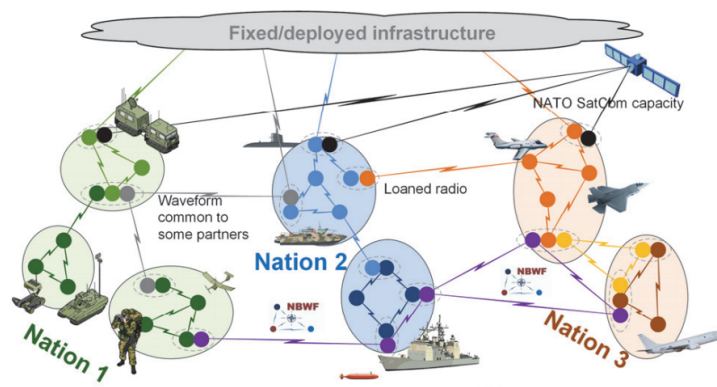 Fixed/deployed infrastructure
NATO SatCom capacity
Waveform
common to
some partners
Loaned radio
Nation 1
Nation 2
Nation 3
NBWF
NBWF